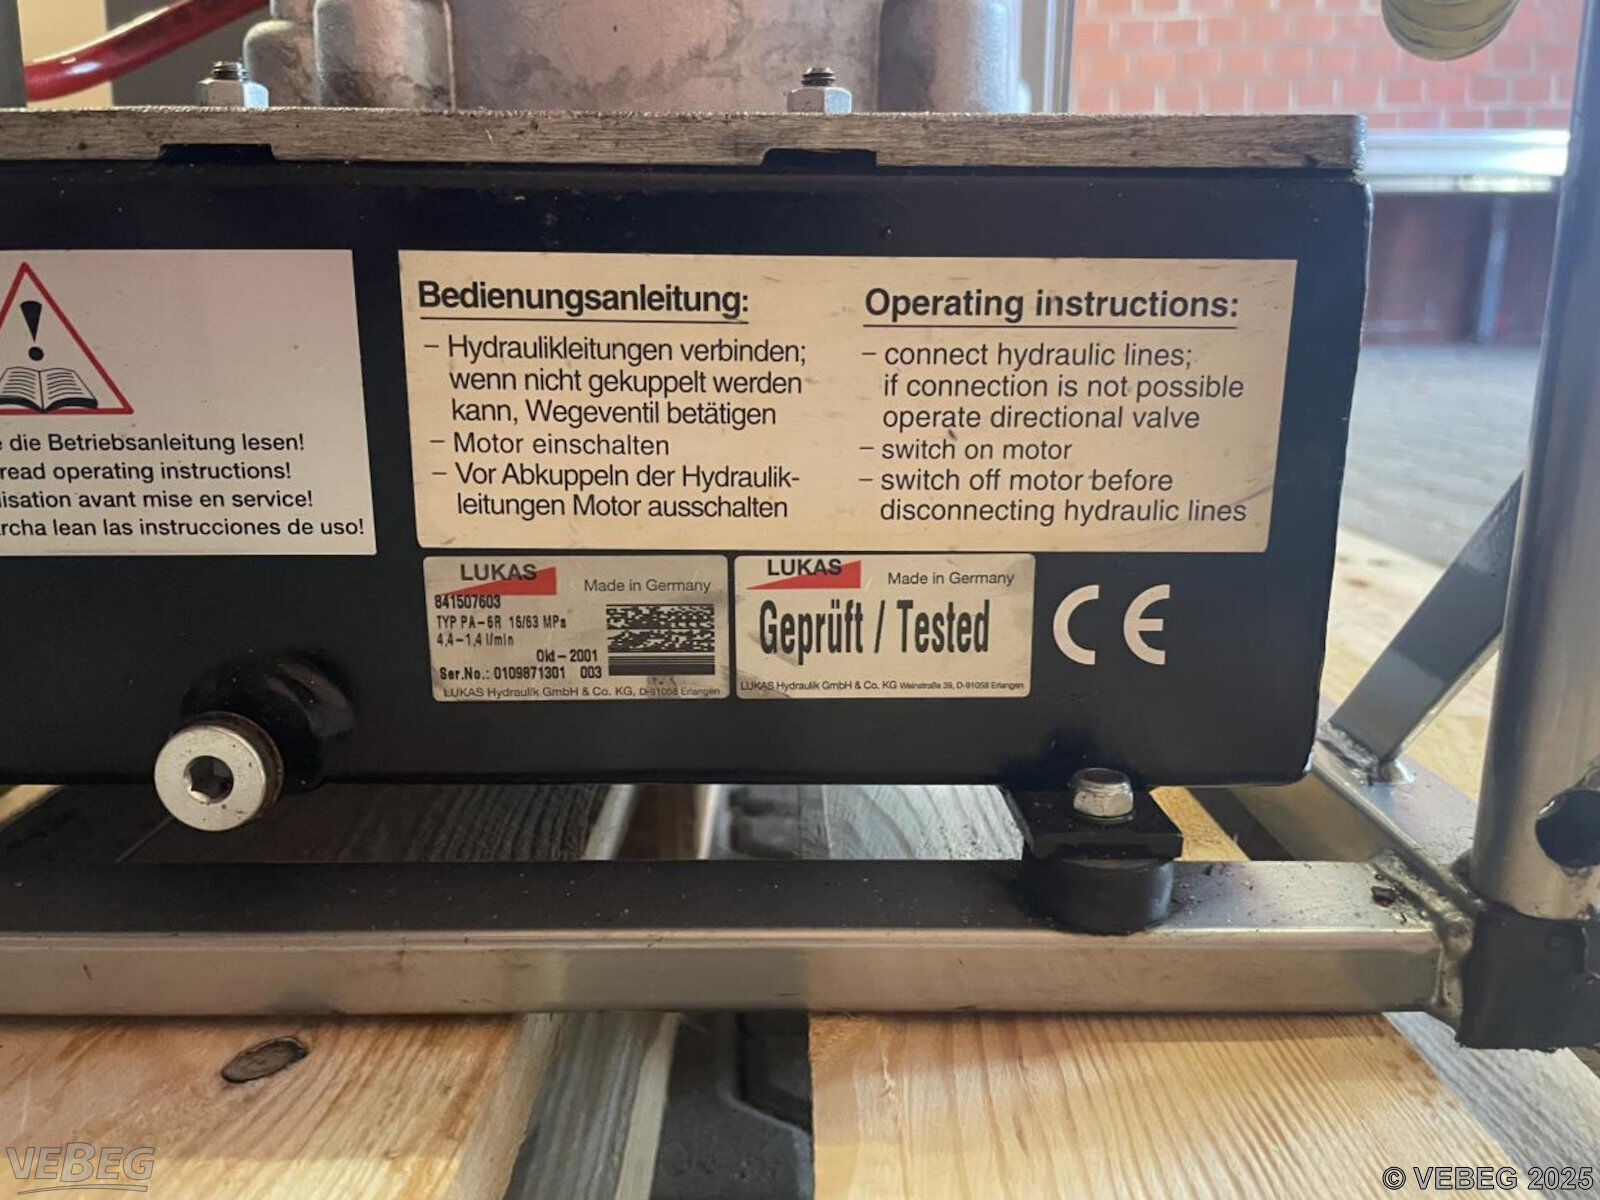 e die Betriebsanleitung lesen!
read operating instructions!
lisation avant mise en service!
archa lean las instrucciones de uso!
Bedienungsanleitung:
– Hydraulikleitungen verbinden;
wenn nicht gekuppelt werden
kann, Wegeventil betätigen
– Motor einschalten
– Vor Abkuppeln der Hydraulik-
leitungen Motor ausschalten
Operating instructions:
– connect hydraulic lines;
if connection is not possible
operate directional valve
– switch on motor
– switch off motor before
disconnecting hydraulic lines
LUKAS
Made in Germany
841507603
TYP PA-6R 16/63 MPa
4,4-1,4 l/min
Okt-2001
Ser.No.: 0109871301 003
LUKAS Hydraulik GmbH & Co. KG, D-91058 Erlangen
LUKAS
Made in Germany
Geprüft / Tested
LUKAS Hydraulik GmbH & Co. KG Weinstraße 39, D-91058 Erlangen
CE
VEBEG
© VEBEG 2025